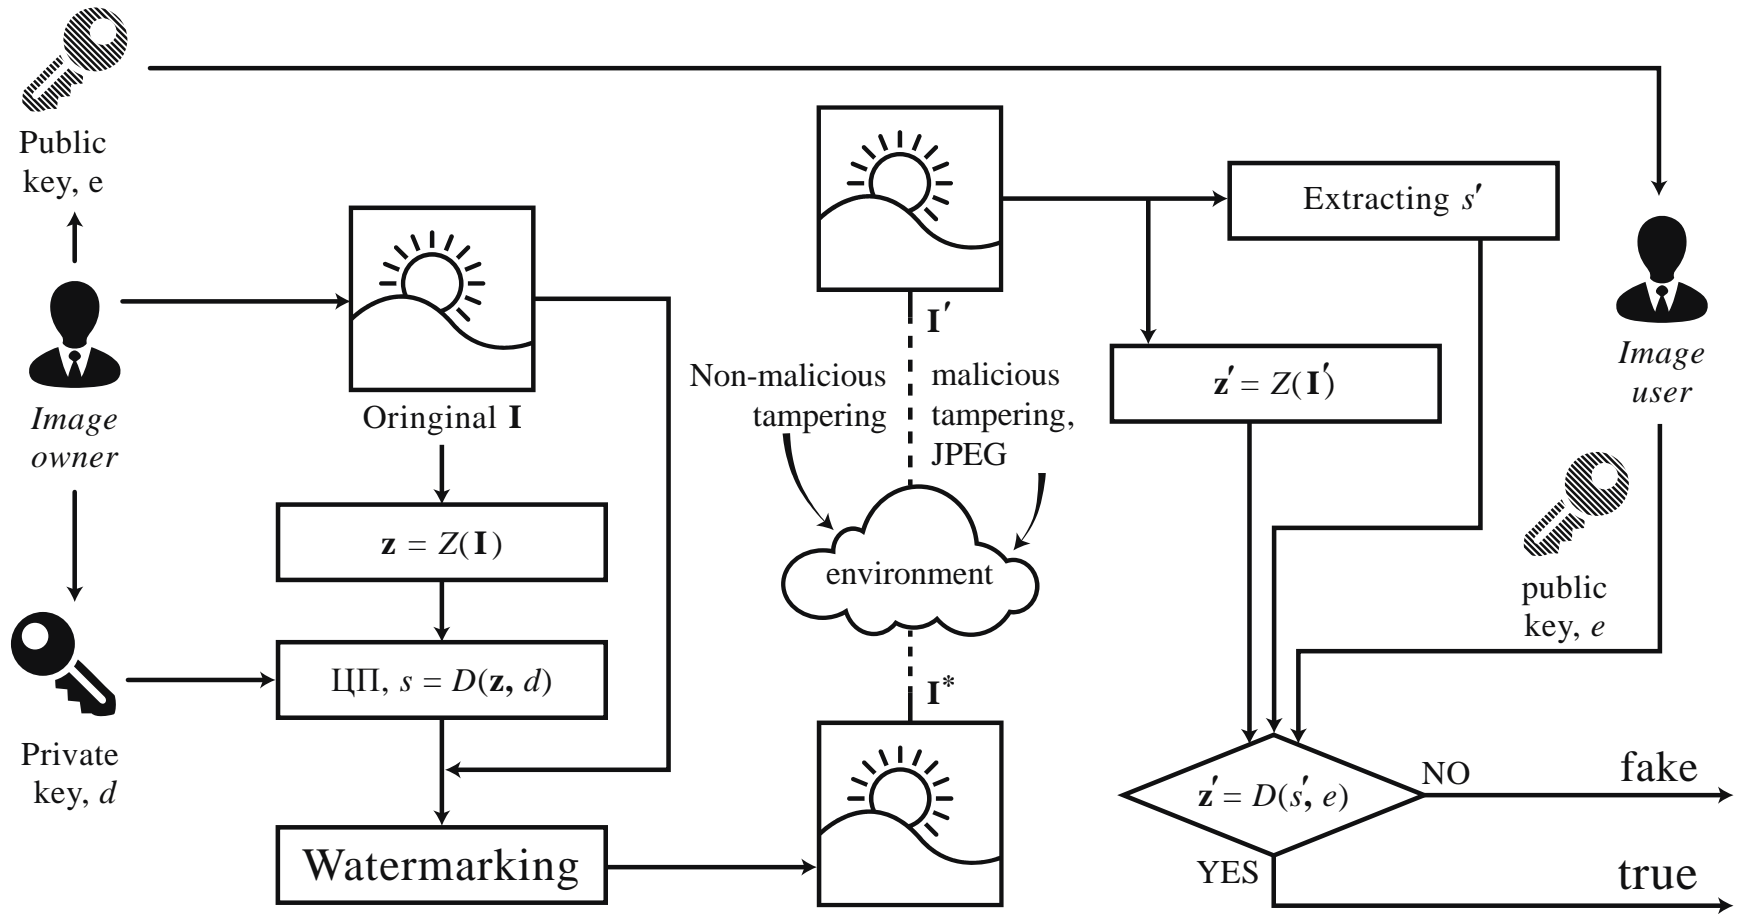 Public
key, e
Image
owner
Private
key, d
Oringinal I
z = Z(I)
ЦП, s = D(z, d)
Watermarking
I′
Non-malicious
tampering
malicious
tampering,
JPEG
environment
I*
Extracting s′
z′ = Z(I′)
Image
user
public
key, e
z′ = D(s′, e)
NO
fake
YES
true